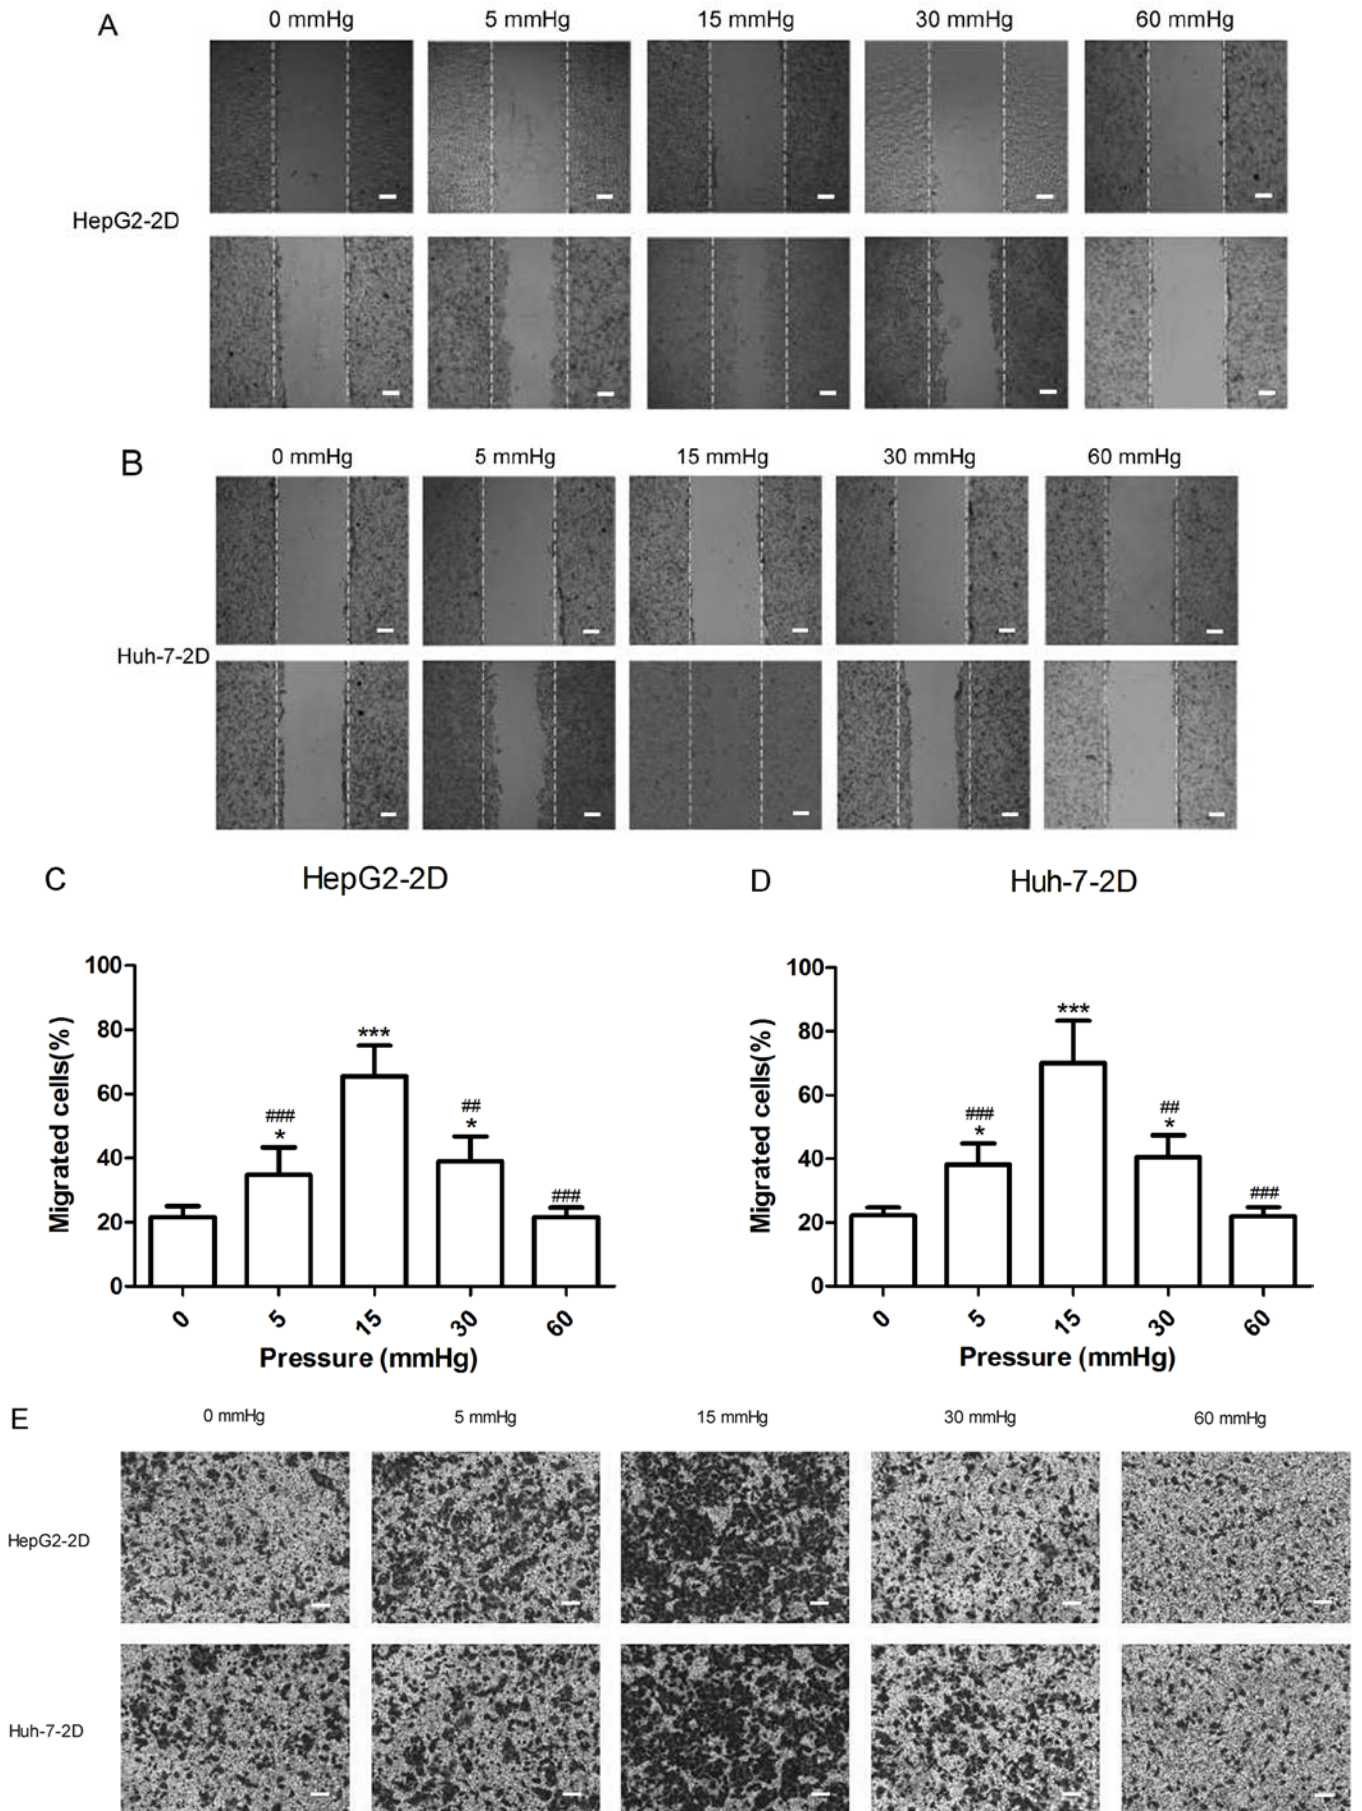 A
0 mmHg 5 mmHg 15 mmHg 30 mmHg 60 mmHg
HepG2-2D
B
0 mmHg 5 mmHg 15 mmHg 30 mmHg 60 mmHg
Huh-7-2D
C HepG2-2D
100
80
60
40
20
0
Migrated cells(%)
###
*
***
##
*
###
0 5 15 30 60
Pressure (mmHg)
D Huh-7-2D
100
80
60
40
20
0
Migrated cells(%)
###
*
***
##
*
###
0 5 15 30 60
Pressure (mmHg)
E
0 mmHg 5 mmHg 15 mmHg 30 mmHg 60 mmHg
HepG2-2D
Huh-7-2D